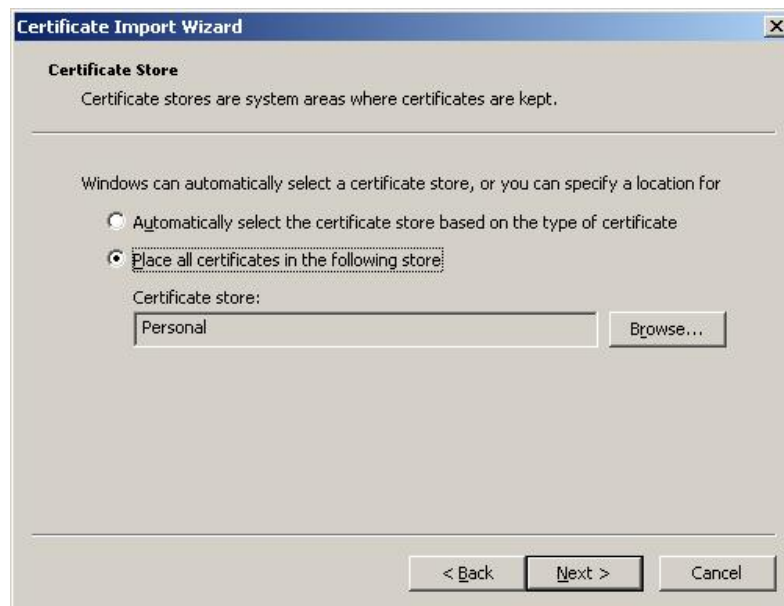 Certificate Import Wizard
Certificate Store
Certificate stores are system areas where certificates are kept.
Windows can automatically select a certificate store, or you can specify a location for
Automatically select the certificate store based on the type of certificate
Place all certificates in the following store
Certificate store:
Personal
Browse...
< Back
Next >
Cancel